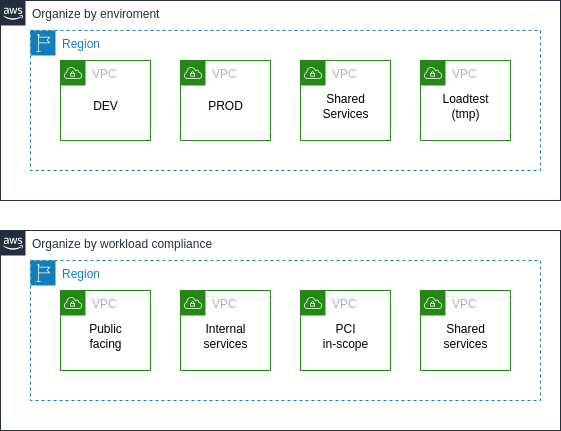 aws
Organize by enviroment
Region
VPC
DEV
VPC
PROD
VPC
Shared
Services
VPC
Loadtest
(tmp)
aws
Organize by workload compliance
Region
VPC
Public
facing
VPC
Internal
services
VPC
PCI
in-scope
VPC
Shared
services